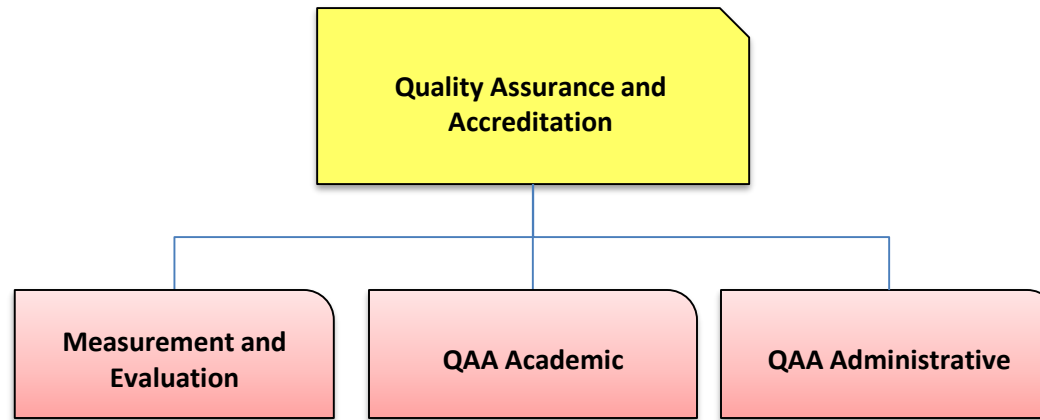 Quality Assurance and
Accreditation
Measurement and
Evaluation
QAA Academic
QAA Administrative